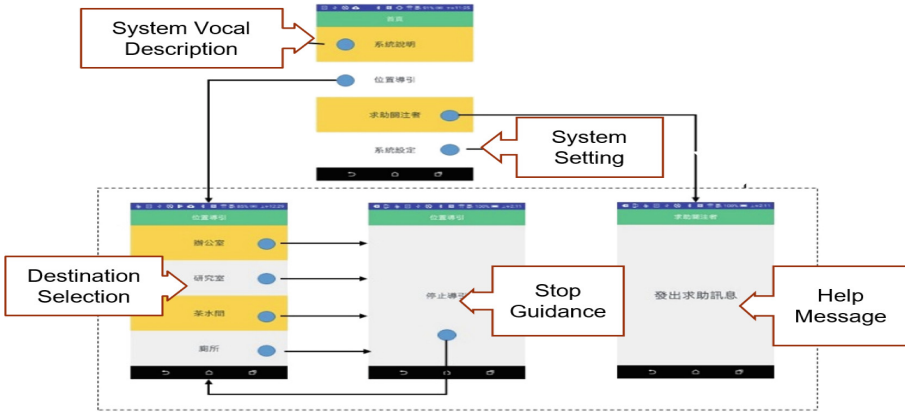 System Vocal
Description
首頁
系統說明
位置導引
求助關注者
系統設定
System
Setting
位置導引
辦公室
研究室
茶水間
廁所
Destination
Selection
位置導引
停止導引
Stop
Guidance
求助關注者
發出求助訊息
Help
Message